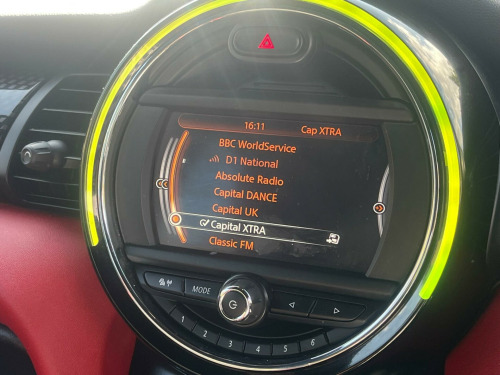 16:11 Cap XTRA
BBC WorldService
D1 National
Absolute Radio
Capital DANCE
Capital UK
Capital XTRA
Classic FM
MODE
1 2 3 4 5 6